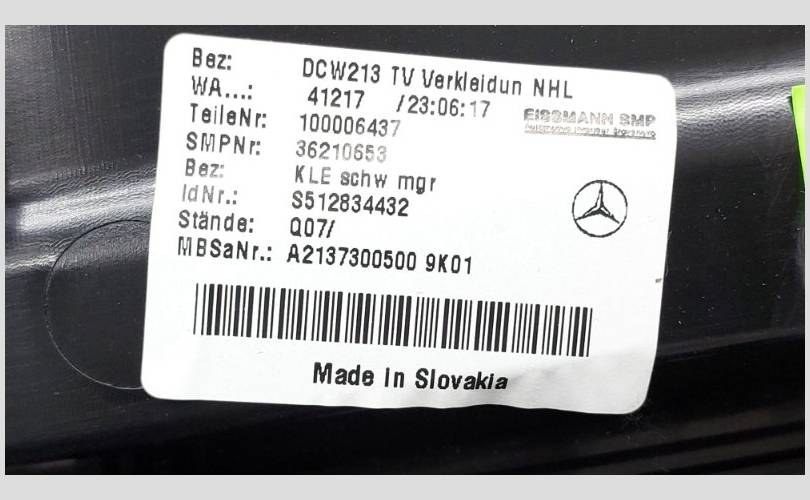 Bez: DCW213 TV Verkleidun NHL
WA...: 41217 /23:06:17
TeileNr: 100006437
EISSMANN SMP
SMPNr: 36210653
Bez: KLE schw mgr
IdNr.: S512834432
Stände: Q07/
MBSaNr.: A2137300500 9K01
Made in Slovakia